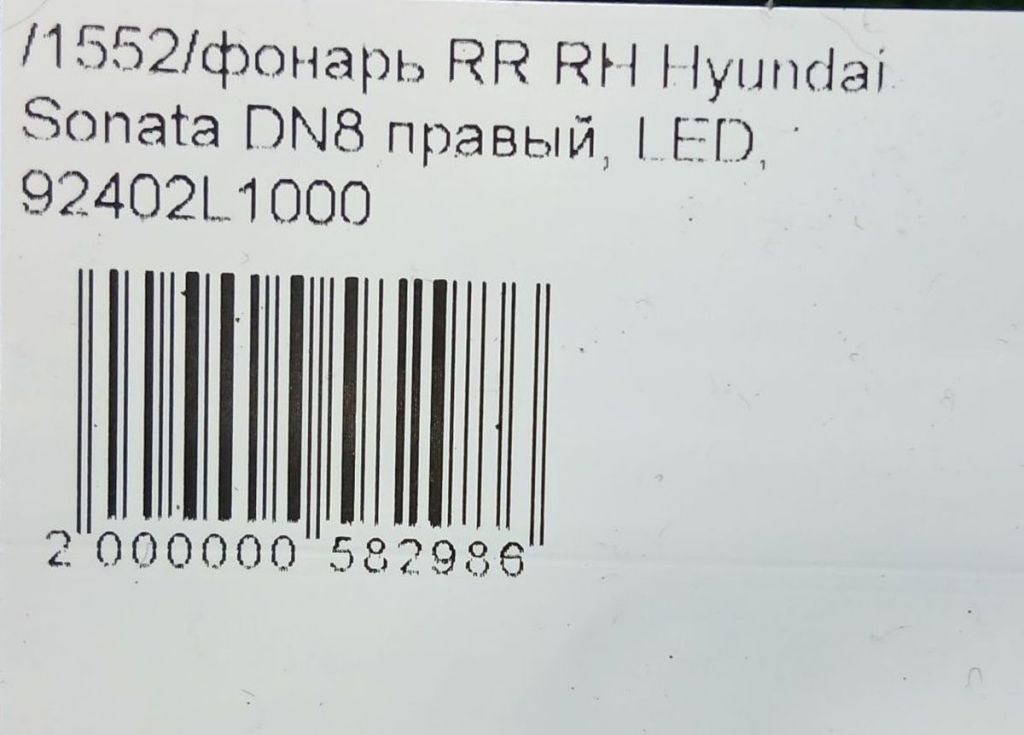 /1552/фонарь RR RH Hyundai
Sonata DN8 правый, LED,
92402L1000
2 000000 582986